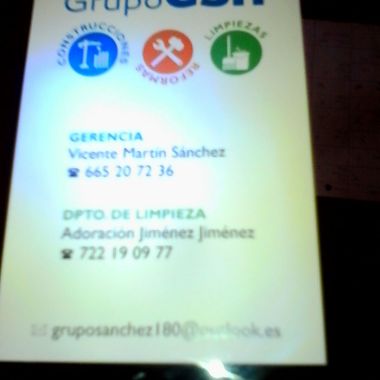 Grupo GSH
CONSTRUCCIONES REFORMAS LIMPIEZAS
GERENCIA
Vicente Martín Sánchez
☎ 665 20 72 36
DPTO. DE LIMPIEZA
Adoración Jiménez Jiménez
☎ 722 19 09 77
gruposanchez180@outlook.es